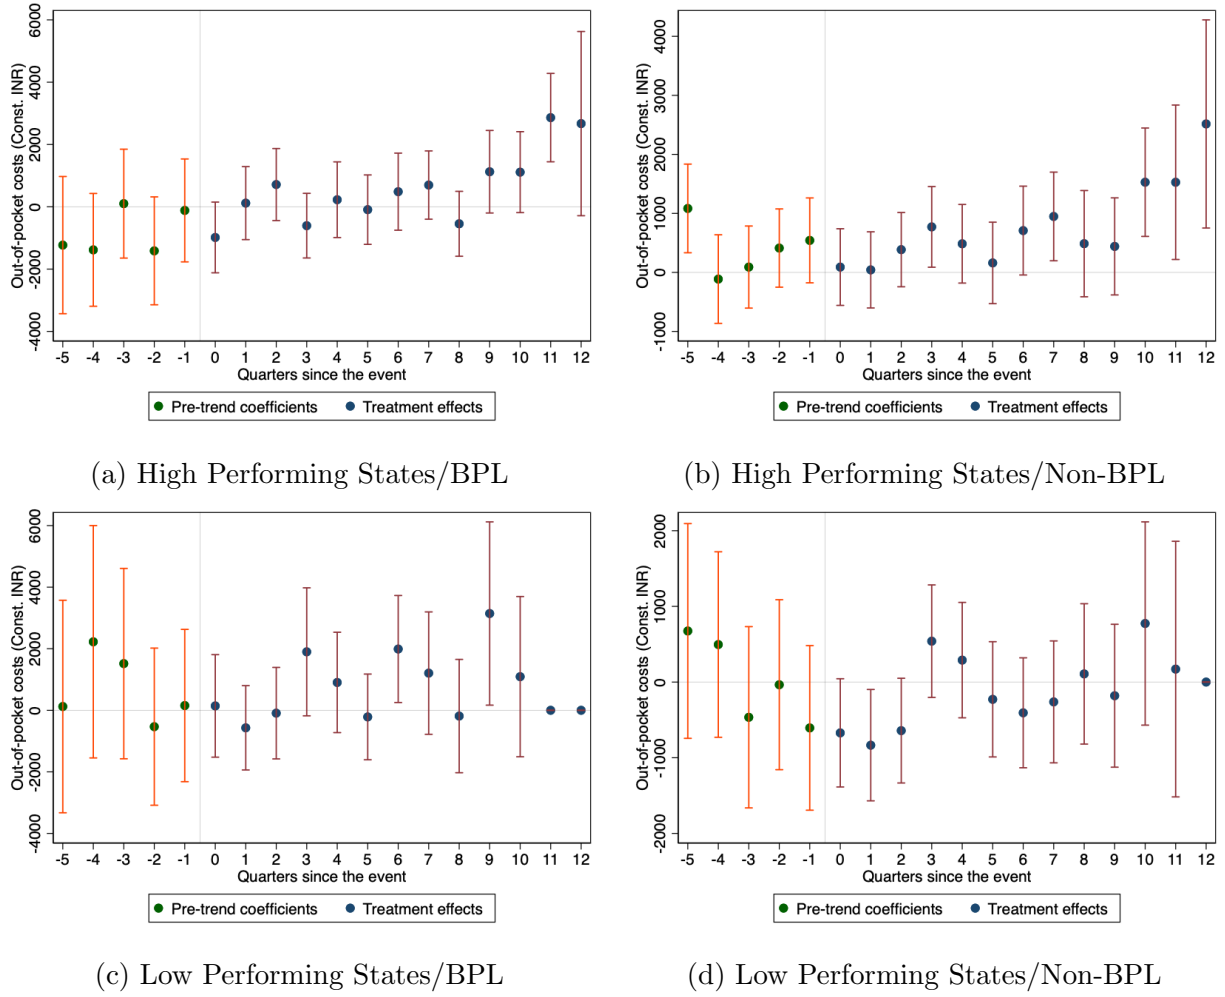 Out-of-pocket costs (Const. INR)
6000
4000
2000
0
-2000
-4000
-5 -4 -3 -2 -1 0 1 2 3 4 5 6 7 8 9 10 11 12
Quarters since the event
Pre-trend coefficients Treatment effects
(a) High Performing States/BPL
Out-of-pocket costs (Const. INR)
4000
3000
2000
1000
0
-1000
-5 -4 -3 -2 -1 0 1 2 3 4 5 6 7 8 9 10 11 12
Quarters since the event
Pre-trend coefficients Treatment effects
(b) High Performing States/Non-BPL
Out-of-pocket costs (Const. INR)
6000
4000
2000
0
-2000
-4000
-5 -4 -3 -2 -1 0 1 2 3 4 5 6 7 8 9 10 11 12
Quarters since the event
Pre-trend coefficients Treatment effects
(c) Low Performing States/BPL
Out-of-pocket costs (Const. INR)
2000
1000
0
-1000
-2000
-5 -4 -3 -2 -1 0 1 2 3 4 5 6 7 8 9 10 11 12
Quarters since the event
Pre-trend coefficients Treatment effects
(d) Low Performing States/Non-BPL